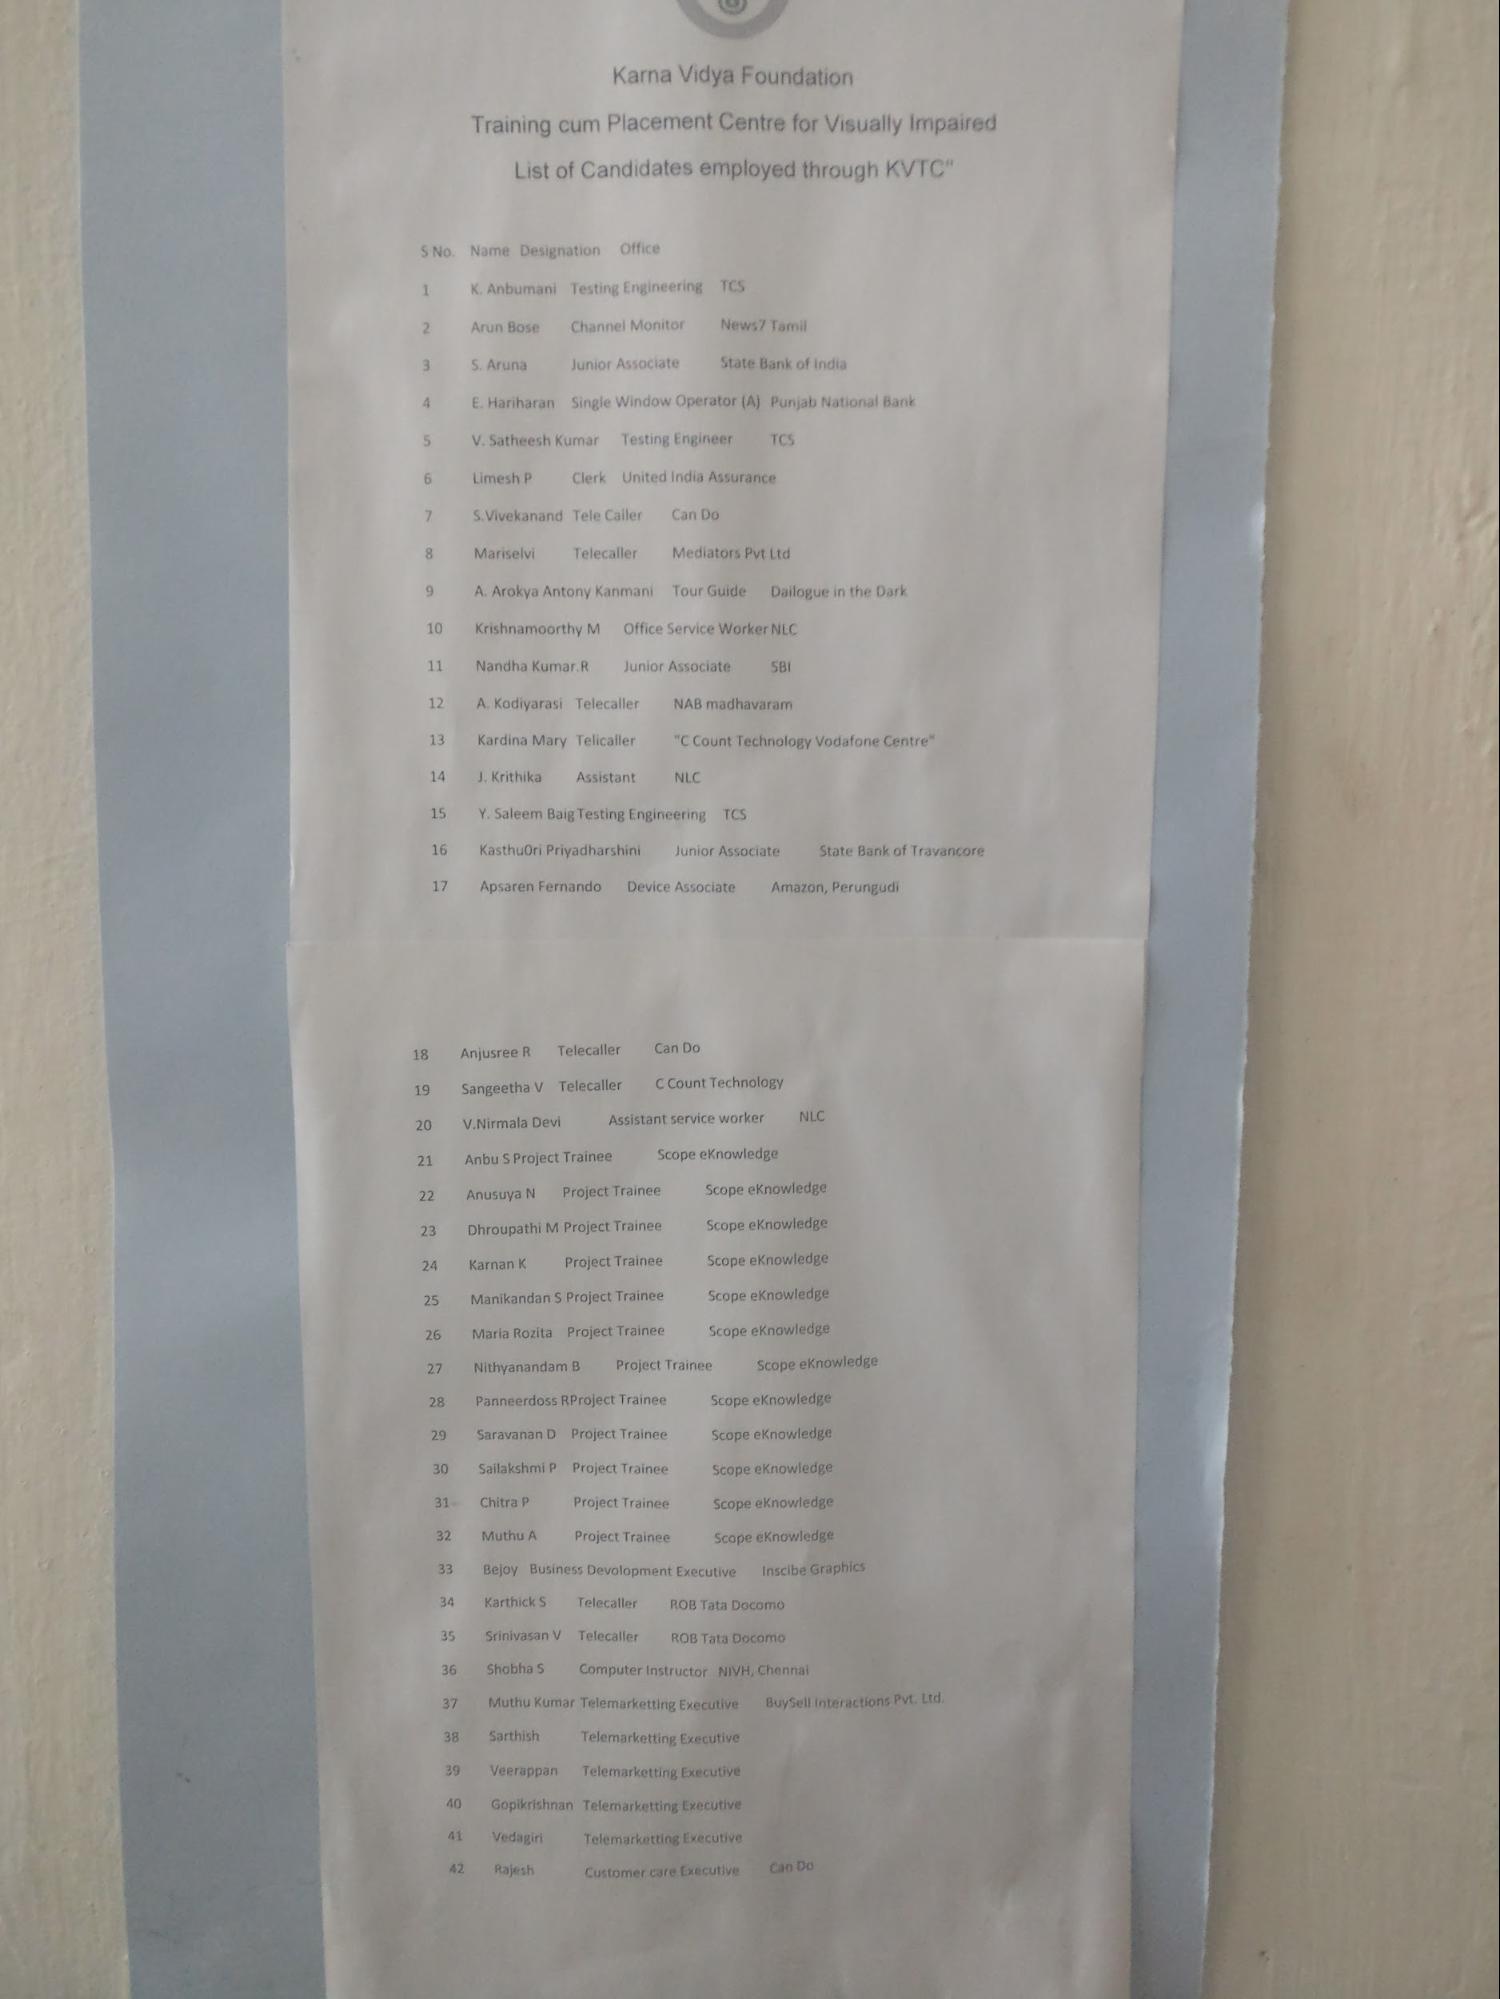 Karna Vidya Foundation
Training cum Placement Centre for Visually Impaired
List of Candidates employed through KVTC"
S No. Name Designation Office
1 K. Anbumani Testing Engineering TCS
2 Arun Bose Channel Monitor News7 Tamil
3 S. Aruna Junior Associate State Bank of India
4 E. Hariharan Single Window Operator (A) Punjab National Bank
5 V. Satheesh Kumar Testing Engineer TCS
6 Limesh P Clerk United India Assurance
7 S.Vivekanand Tele Caller Can Do
8 Mariselvi Telecaller Mediators Pvt Ltd
9 A. Arokya Antony Kanmani Tour Guide Dailogue in the Dark
10 Krishnamoorthy M Office Service Worker NLC
11 Nandha Kumar.R Junior Associate SBI
12 A. Kodiyarasi Telecaller NAB madhavaram
13 Kardina Mary Telicaller "C Count Technology Vodafone Centre"
14 J. Krithika Assistant NLC
15 Y. Saleem Baig Testing Engineering TCS
16 Kasthu0ri Priyadharshini Junior Associate State Bank of Travancore
17 Apsaren Fernando Device Associate Amazon, Perungudi
18 Anjusree R Telecaller Can Do
19 Sangeetha V Telecaller C Count Technology
20 V.Nirmala Devi Assistant service worker NLC
21 Anbu S Project Trainee Scope eKnowledge
22 Anusuya N Project Trainee Scope eKnowledge
23 Dhroupathi M Project Trainee Scope eKnowledge
24 Karnan K Project Trainee Scope eKnowledge
25 Manikandan S Project Trainee Scope eKnowledge
26 Maria Rozita Project Trainee Scope eKnowledge
27 Nithyanandam B Project Trainee Scope eKnowledge
28 Panneerdoss RProject Trainee Scope eKnowledge
29 Saravanan D Project Trainee Scope eKnowledge
30 Sailakshmi P Project Trainee Scope eKnowledge
31 Chitra P Project Trainee Scope eKnowledge
32 Muthu A Project Trainee Scope eKnowledge
33 Bejoy Business Devolopment Executive Inscibe Graphics
34 Karthick S Telecaller ROB Tata Docomo
35 Srinivasan V Telecaller ROB Tata Docomo
36 Shobha S Computer Instructor NIVH, Chennai
37 Muthu Kumar Telemarketting Executive BuySell Interactions Pvt. Ltd.
38 Sarthish Telemarketting Executive
39 Veerappan Telemarketting Executive
40 Gopikrishnan Telemarketting Executive
41 Vedagiri Telemarketting Executive
42 Rajesh Customer care Executive Can Do